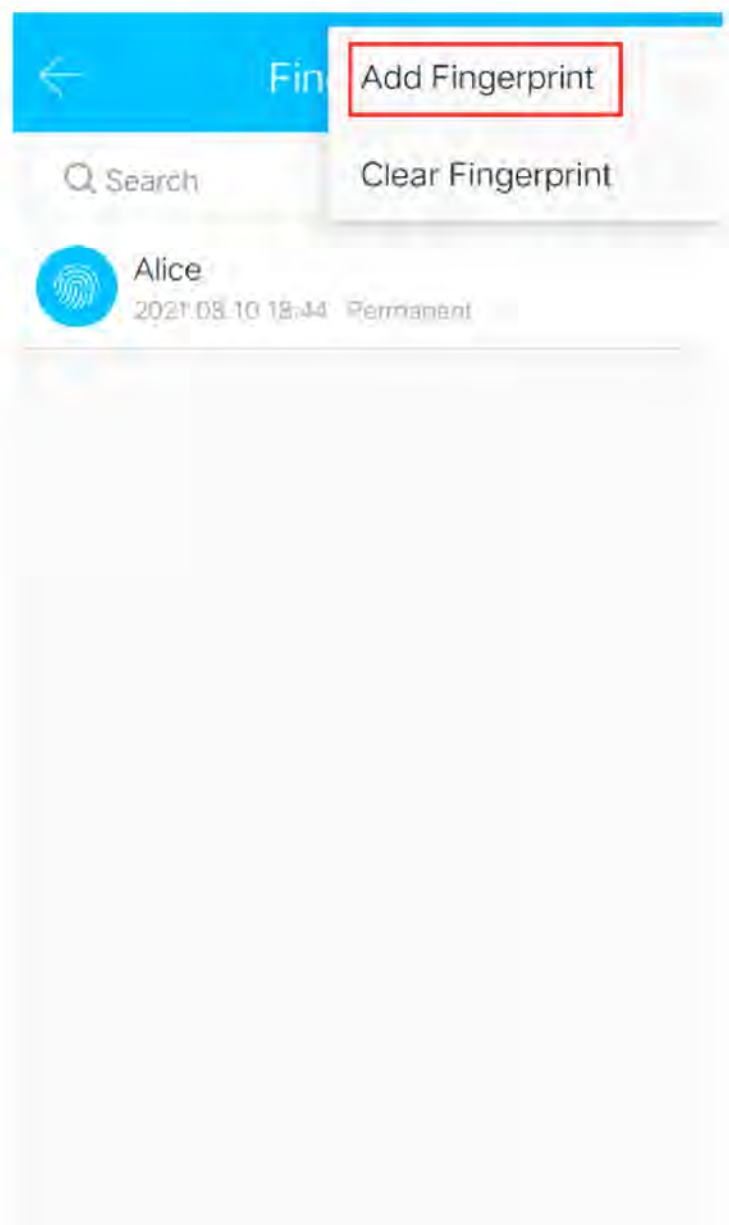 Fin
Add Fingerprint
Search
Clear Fingerprint
Alice
2021.08.10 18:44 Permanent